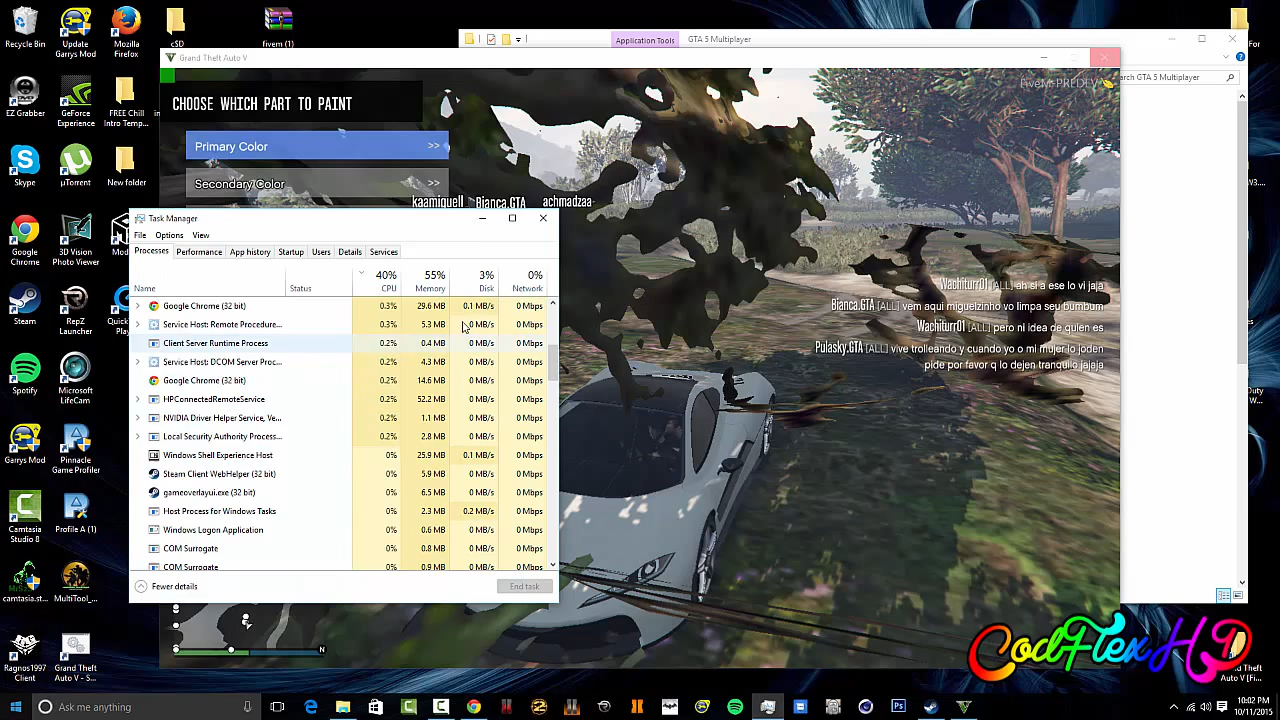 Recycle Bin
Update Garrys Mod
Mozilla Firefox
cSD
fivem (1)
Application Tools
GTA 5 Multiplayer
Grand Theft Auto V
arch GTA 5 Multiplayer
CHOOSE WHICH PART TO PAINT
FiveM-PREDEV
Primary Color >>
Secondary Color >>
kaamiguell
Bianca.GTA
achmadzaa-
EZ Grabber
GeForce Experience
FREE Chill Intro Temp...
Skype
µTorrent
New folder
Google Chrome
3D Vision Photo Viewer
Steam
RepZ Launcher
Spotify
Microsoft LifeCam
Garrys Mod
Pinnacle Game Profiler
Camtasia Studio 8
Profile A (1)
camtasia.st...
MultiTool_...
Ragnos1997 Client
Grand Theft Auto V - S...
Task Manager
File Options View
Processes Performance App history Startup Users Details Services
40% 55% 3% 0%
Name Status CPU Memory Disk Network
Google Chrome (32 bit) 0.3% 29.6 MB 0.1 MB/s 0 Mbps
Service Host: Remote Procedure... 0.3% 5.3 MB 0 MB/s 0 Mbps
Client Server Runtime Process 0.2% 0.4 MB 0 MB/s 0 Mbps
Service Host: DCOM Server Proc... 0.2% 4.3 MB 0 MB/s 0 Mbps
Google Chrome (32 bit) 0.2% 14.6 MB 0 MB/s 0 Mbps
HPConnectedRemoteService 0.2% 52.2 MB 0 MB/s 0 Mbps
NVIDIA Driver Helper Service, Ve... 0.2% 1.1 MB 0 MB/s 0 Mbps
Local Security Authority Process... 0.2% 2.8 MB 0 MB/s 0 Mbps
Windows Shell Experience Host 0% 25.9 MB 0.1 MB/s 0 Mbps
Steam Client WebHelper (32 bit) 0% 5.9 MB 0 MB/s 0 Mbps
gameoverlayui.exe (32 bit) 0% 6.5 MB 0 MB/s 0 Mbps
Host Process for Windows Tasks 0% 2.3 MB 0.2 MB/s 0 Mbps
Windows Logon Application 0% 0.6 MB 0 MB/s 0 Mbps
COM Surrogate 0% 0.8 MB 0 MB/s 0 Mbps
COM Surrogate 0% 0.9 MB 0 MB/s 0 Mbps
Fewer details
End task
Wachiturr01 [ALL] ah si a ese lo vi jaja
Bianca.GTA [ALL] vem aqui miguelzinho vo limpa seu bumbum
Wachiturr01 [ALL] pero ni idea de quien es
Pulasky.GTA [ALL] vive trolleando y cuando yo o mi mujer lo joden
pide por favor q lo dejen tranquilo jajaja
N
CodFlexHD
Grand Theft
Auto V [Fi...
Ask me anything
10:02 PM
10/11/2015